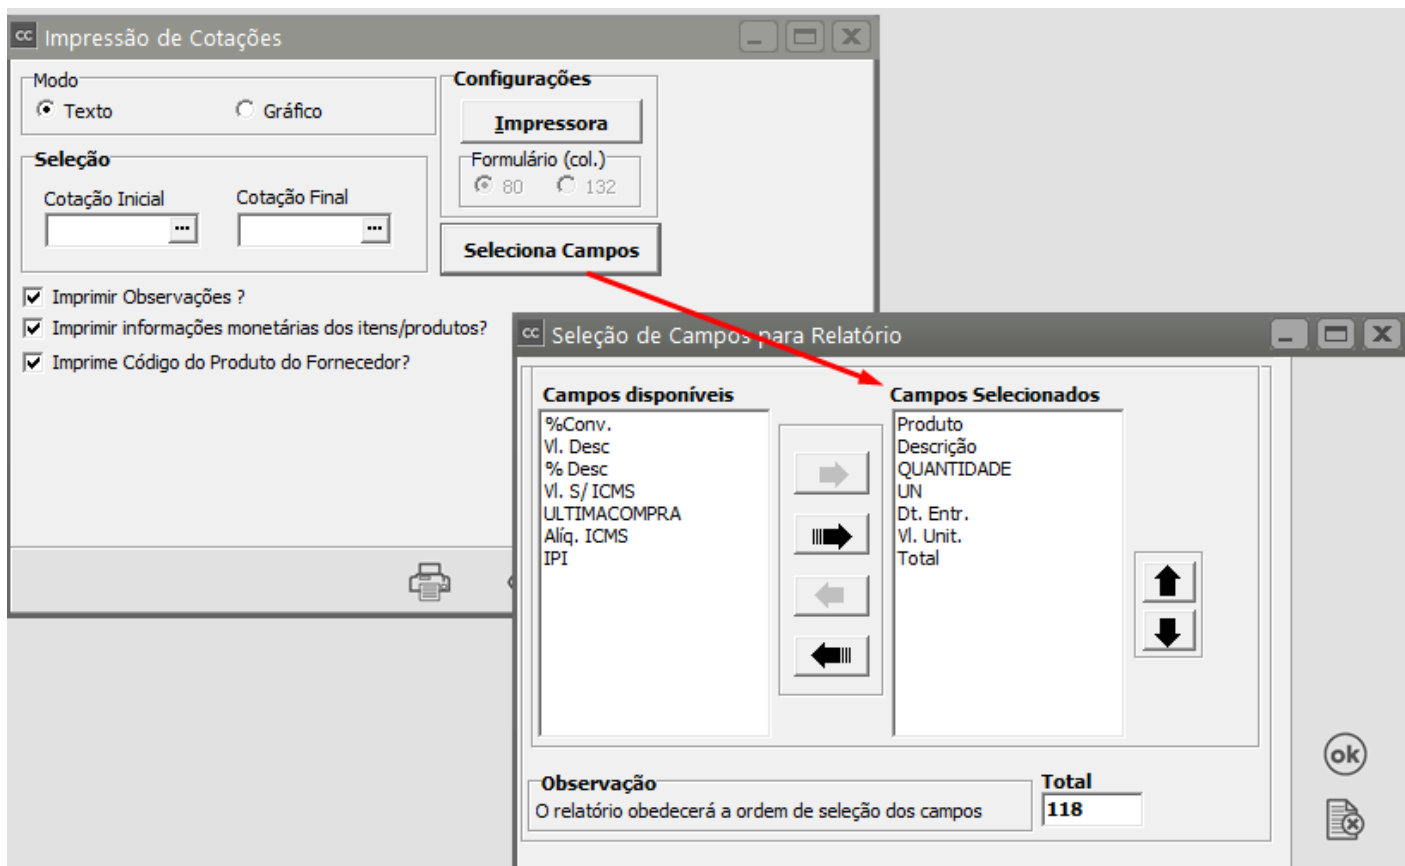 cc Impressão de Cotações
Modo
Texto Gráfico
Configurações
Impressora
Formulário (col.)
80 132
Seleção
Cotação Inicial Cotação Final
... ...
Seleciona Campos
Imprimir Observações ?
Imprimir informações monetárias dos itens/produtos?
Imprime Código do Produto do Fornecedor?
cc Seleção de Campos para Relatório
Campos disponíveis
%Conv.
Vl. Desc
% Desc
Vl. S/ ICMS
ULTIMACOMPRA
Alíq. ICMS
IPI
Campos Selecionados
Produto
Descrição
QUANTIDADE
UN
Dt. Entr.
Vl. Unit.
Total
Observação
O relatório obedecerá a ordem de seleção dos campos
Total
118
ok